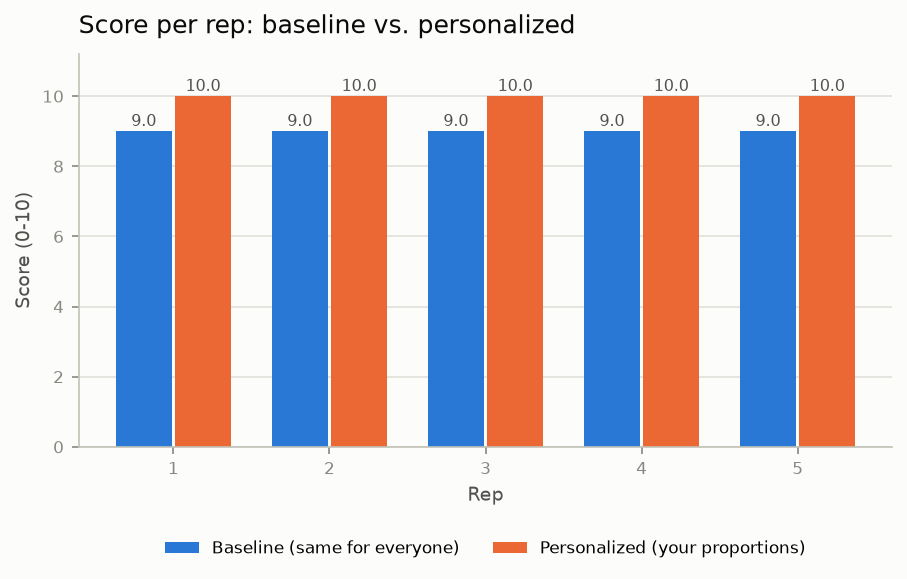 Score per rep: baseline vs. personalized
10.0 10.0 10.0 10.0 10.0
9.0 9.0 9.0 9.0 9.0
10
8
6
4
2
0
Score (0-10)
1 2 3 4 5
Rep
Baseline (same for everyone) Personalized (your proportions)